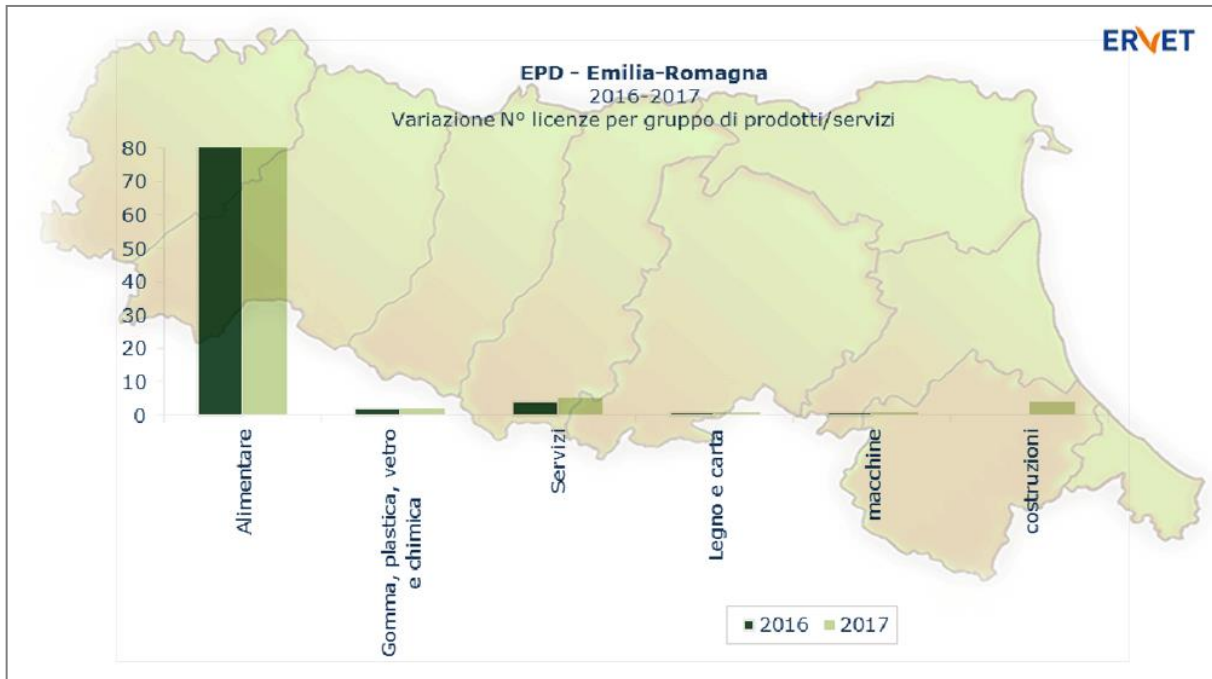 ERVET
EPD - Emilia-Romagna
2016-2017
Variazione N° licenze per gruppo di prodotti/servizi
80
70
60
50
40
30
20
10
0
Alimentare
Gomma, plastica, vetro
e chimica
Servizi
Legno e carta
macchine
costruzioni
2016 2017